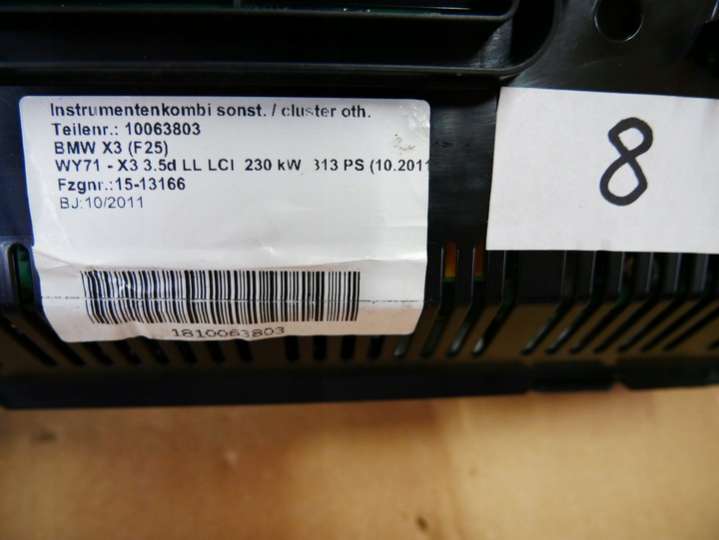 Instrumentenkombi sonst. / cluster oth.
Teilenr.: 10063803
BMW X3 (F25)
WY71 - X3 3.5d LL LCI 230 kW 313 PS (10.2011
Fzgnr.:15-13166
BJ:10/2011
1810063803
8